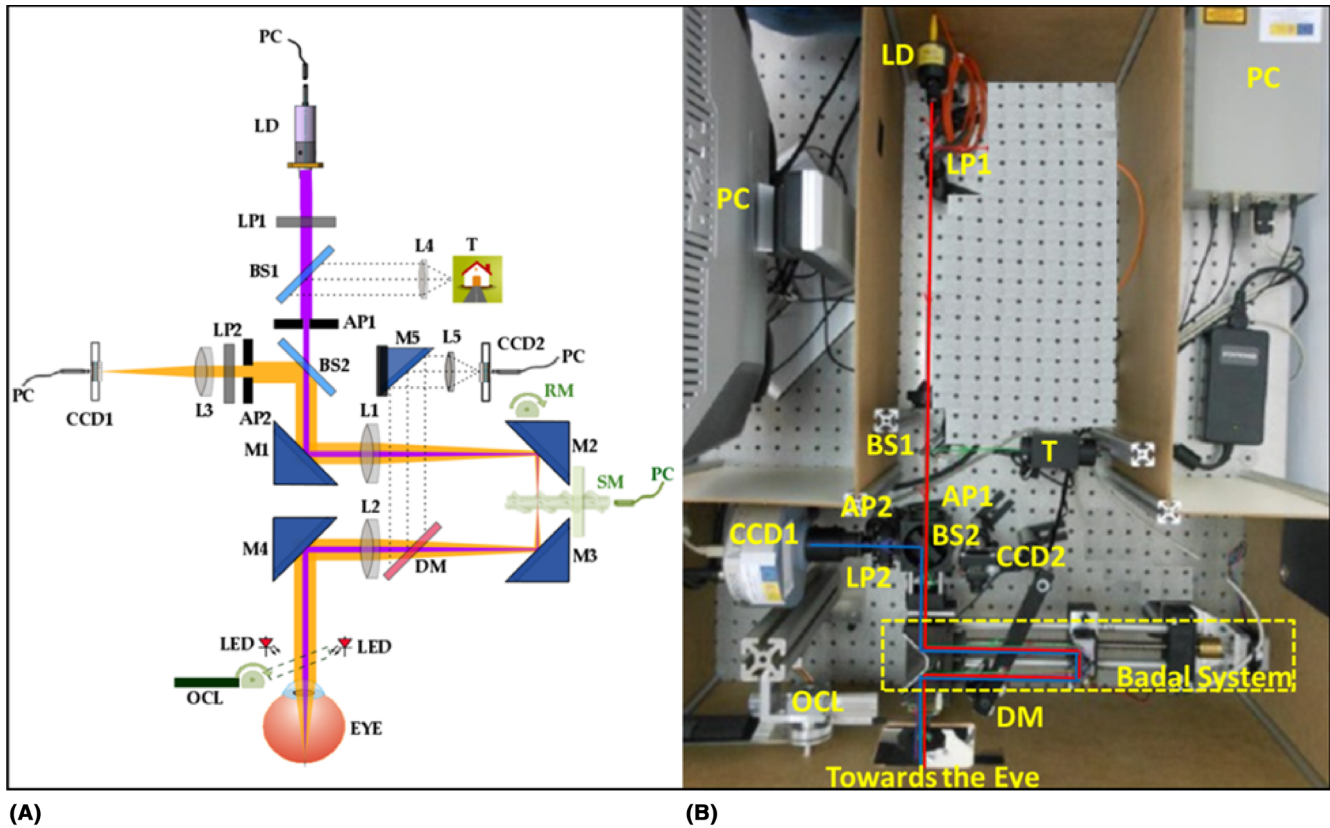 PC
LD
LP1
BS1
L4
T
AP1
LP2
M5
L5
CCD2
PC
BS2
PC
CCD1
L3
AP2
L1
RM
M1
M2
SM
PC
L2
M4
DM
M3
LED
LED
OCL
EYE
(A)
LD
PC
LP1
PC
BS1
T
AP2
AP1
CCD1
BS2
CCD2
LP2
Badal System
OCL
DM
Towards the Eye
(B)